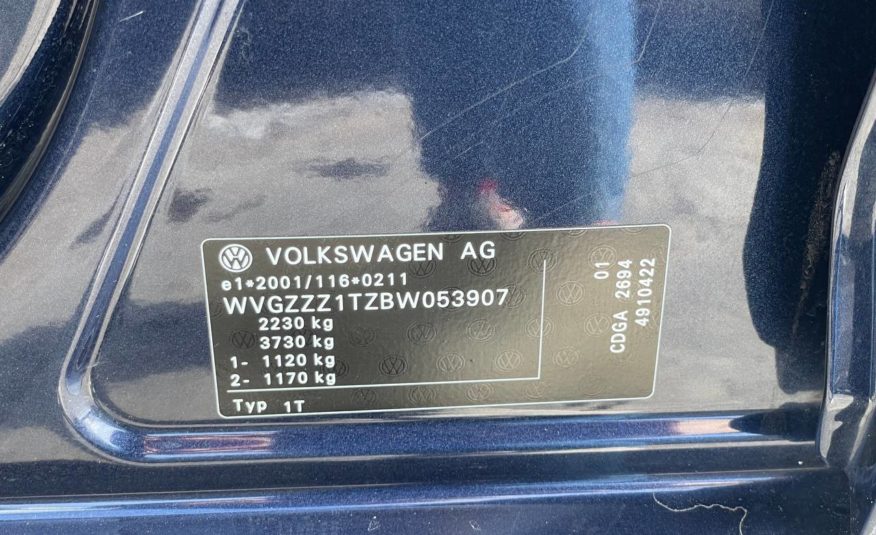 VOLKSWAGEN AG
e1*2001/116*0211
WVGZZZ1TZBW053907
2230 kg
3730 kg
1- 1120 kg
2- 1170 kg
Typ 1T
01
CDGA 2694
4910422